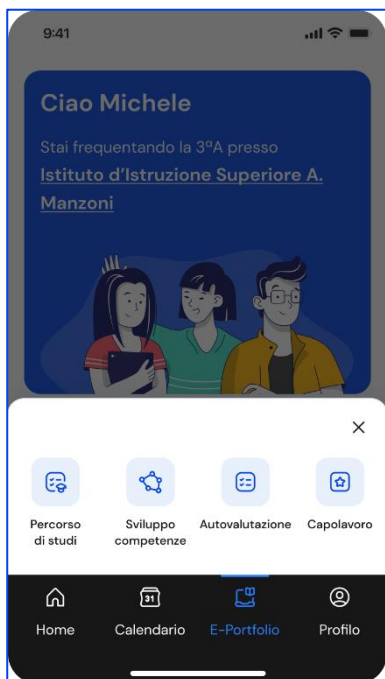 9:41
Ciao Michele
Stai frequentando la 3ªA presso
Istituto d'Istruzione Superiore A.
Manzoni
Percorso
di studi
Sviluppo
competenze
Autovalutazione
Capolavoro
31
Home
Calendario
E-Portfolio
Profilo